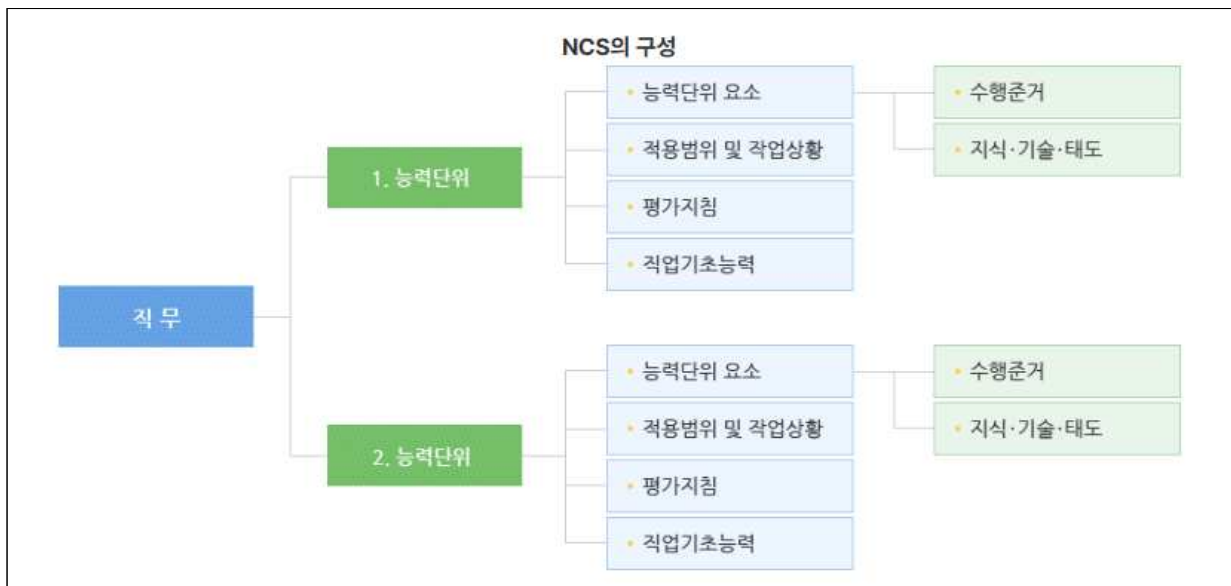 NCS의 구성
직 무
1. 능력단위
능력단위 요소
수행준거
지식·기술·태도
적용범위 및 작업상황
평가지침
직업기초능력
2. 능력단위
능력단위 요소
수행준거
지식·기술·태도
적용범위 및 작업상황
평가지침
직업기초능력